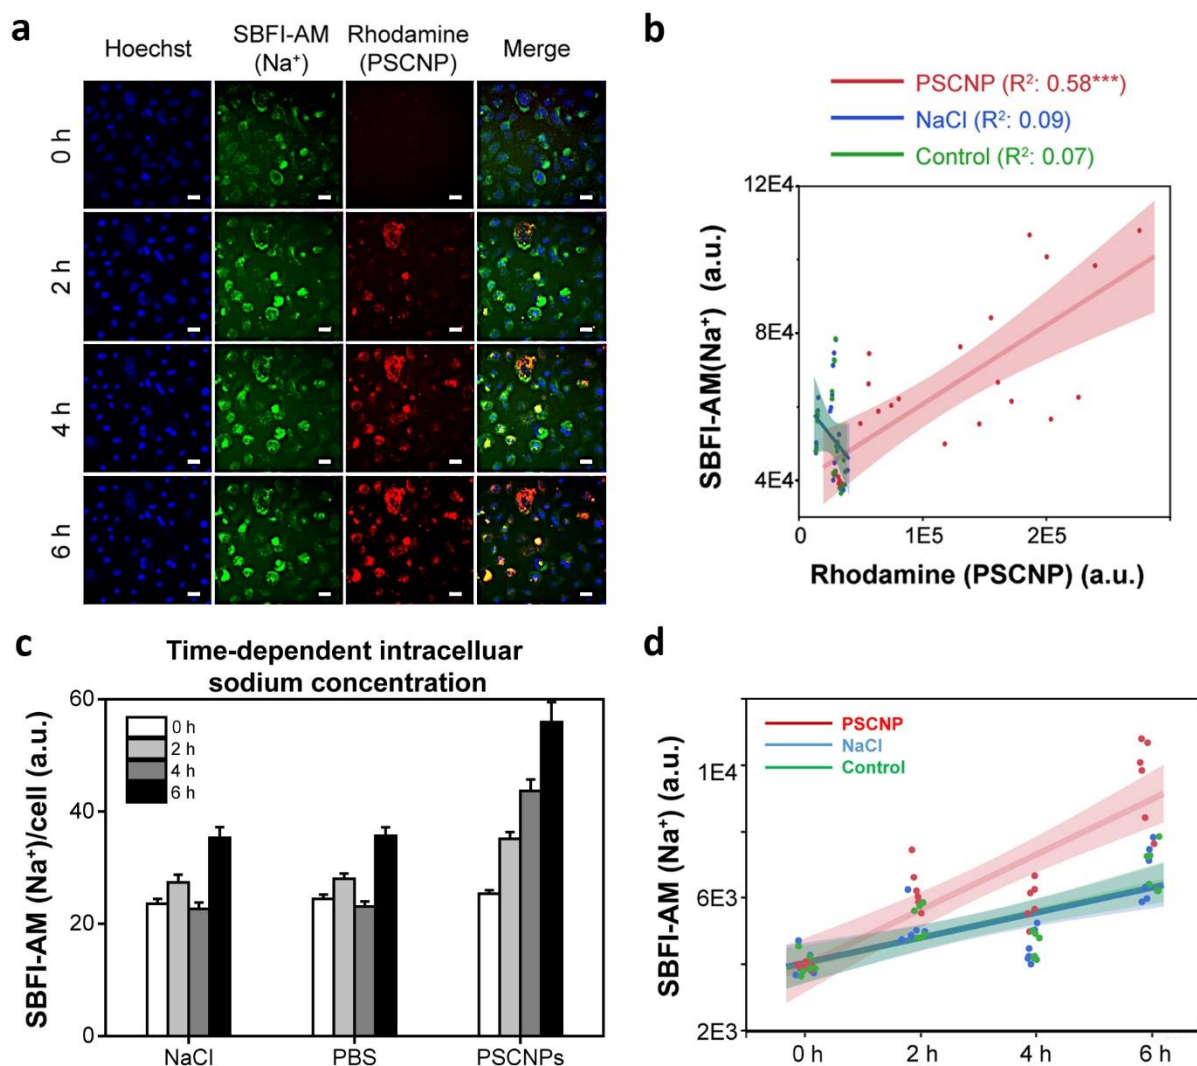 a
Hoechst
SBFI-AM
(Na⁺)
Rhodamine
(PSCNP)
Merge
0 h
2 h
4 h
6 h
b
PSCNP (R²: 0.58***)
NaCl (R²: 0.09)
Control (R²: 0.07)
12E4
8E4
4E4
SBFI-AM(Na⁺) (a.u.)
0
1E5
2E5
Rhodamine (PSCNP) (a.u.)
c
Time-dependent intracelluar
sodium concentration
60
40
20
0
SBFI-AM (Na⁺)/cell (a.u.)
0 h
2 h
4 h
6 h
NaCl
PBS
PSCNPs
d
PSCNP
NaCl
Control
1E4
6E3
2E3
SBFI-AM (Na⁺) (a.u.)
0 h
2 h
4 h
6 h